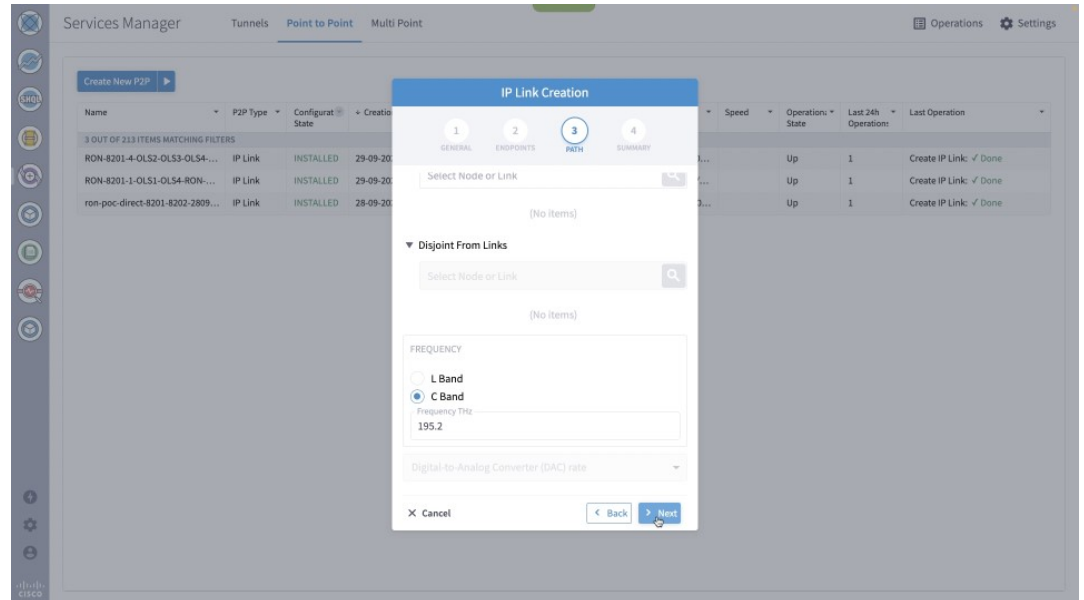 Services Manager Tunnels Point to Point Multi Point Operations Settings
SHQL
Create New P2P
IP Link Creation
Name P2P Type Configurat State Creatio Speed Operation: State Last 24h Operations Last Operation
1 2 3 4
GENERAL ENDPOINTS PATH SUMMARY
3 OUT OF 213 ITEMS MATCHING FILTERS
RON-8201-4-OLS2-OLS3-OLS4-... IP Link INSTALLED 29-09-20 Up 1 Create IP Link: ✓ Done
RON-8201-1-OLS1-OLS4-RON-... IP Link INSTALLED 29-09-20 Up 1 Create IP Link: ✓ Done
ron-poc-direct-8201-8202-2809... IP Link INSTALLED 28-09-20 Up 1 Create IP Link: ✓ Done
Select Node or Link
(No items)
Disjoint From Links
Select Node or Link
(No items)
FREQUENCY
L Band
C Band
Frequency THz
195.2
Digital-to-Analog Converter (DAC) rate
Cancel Back Next
CISCO